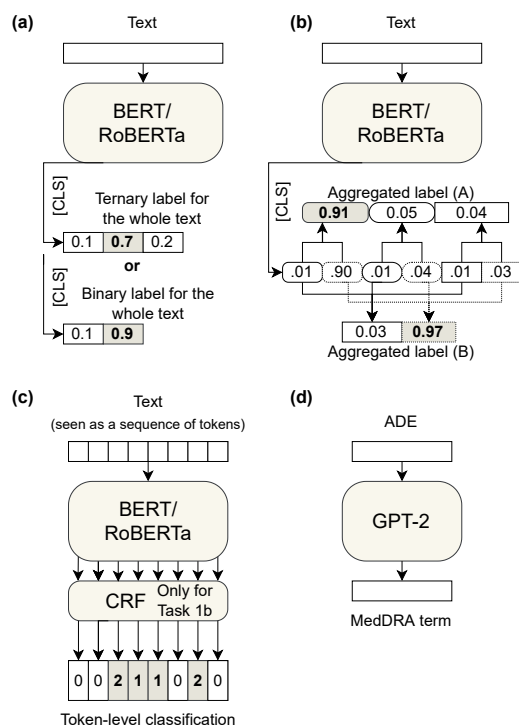 (a)
Text
BERT/
RoBERTa
[CLS]
Ternary label for
the whole text
0.1 0.7 0.2
or
[CLS]
Binary label for the
whole text
0.1 0.9
(b)
Text
BERT/
RoBERTa
[CLS]
Aggregated label (A)
0.91 0.05 0.04
.01 .90 .01 .04 .01 .03
0.03 0.97
Aggregated label (B)
(c)
Text
(seen as a sequence of tokens)
BERT/
RoBERTa
CRF
Only for
Task 1b
0 0 2 1 1 0 2 0
Token-level classification
(d)
ADE
GPT-2
MedDRA term